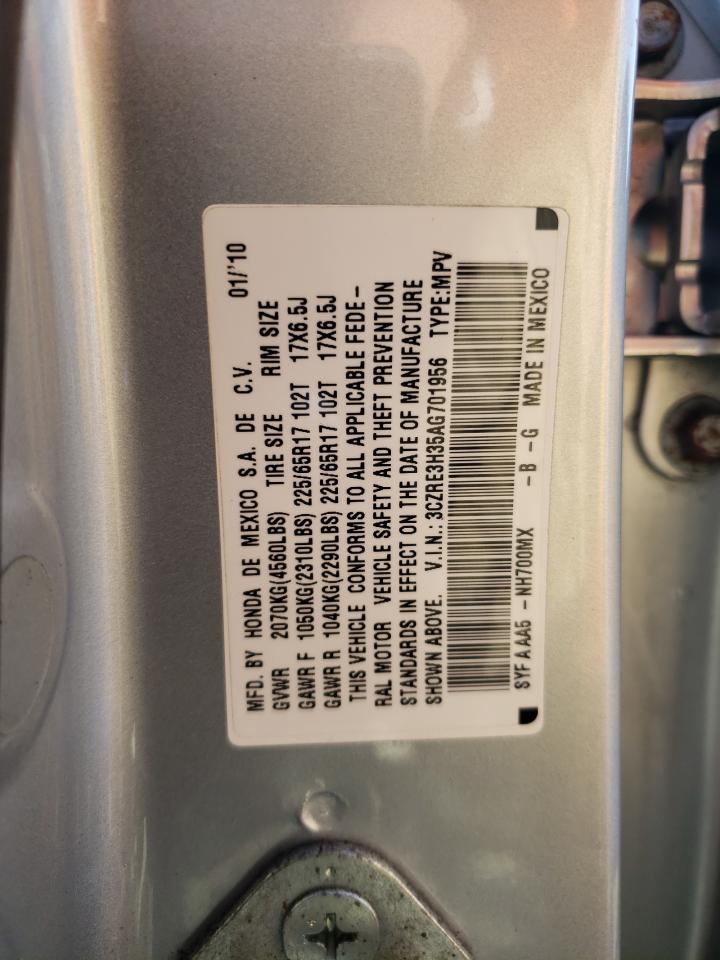 MFD. BY HONDA DE MEXICO S.A. DE C.V. 01/'10
GVWR 2070KG(4560LBS) TIRE SIZE RIM SIZE
GAWR F 1050KG(2310LBS) 225/65R17 102T 17X6.5J
GAWR R 1040KG(2290LBS) 225/65R17 102T 17X6.5J
THIS VEHICLE CONFORMS TO ALL APPLICABLE FEDE-
RAL MOTOR VEHICLE SAFETY AND THEFT PREVENTION
STANDARDS IN EFFECT ON THE DATE OF MANUFACTURE
SHOWN ABOVE. V.I.N.: 3CZRE3H35AG701956 TYPE:MPV
SYF A AA5 -NH700MX -B -G MADE IN MEXICO